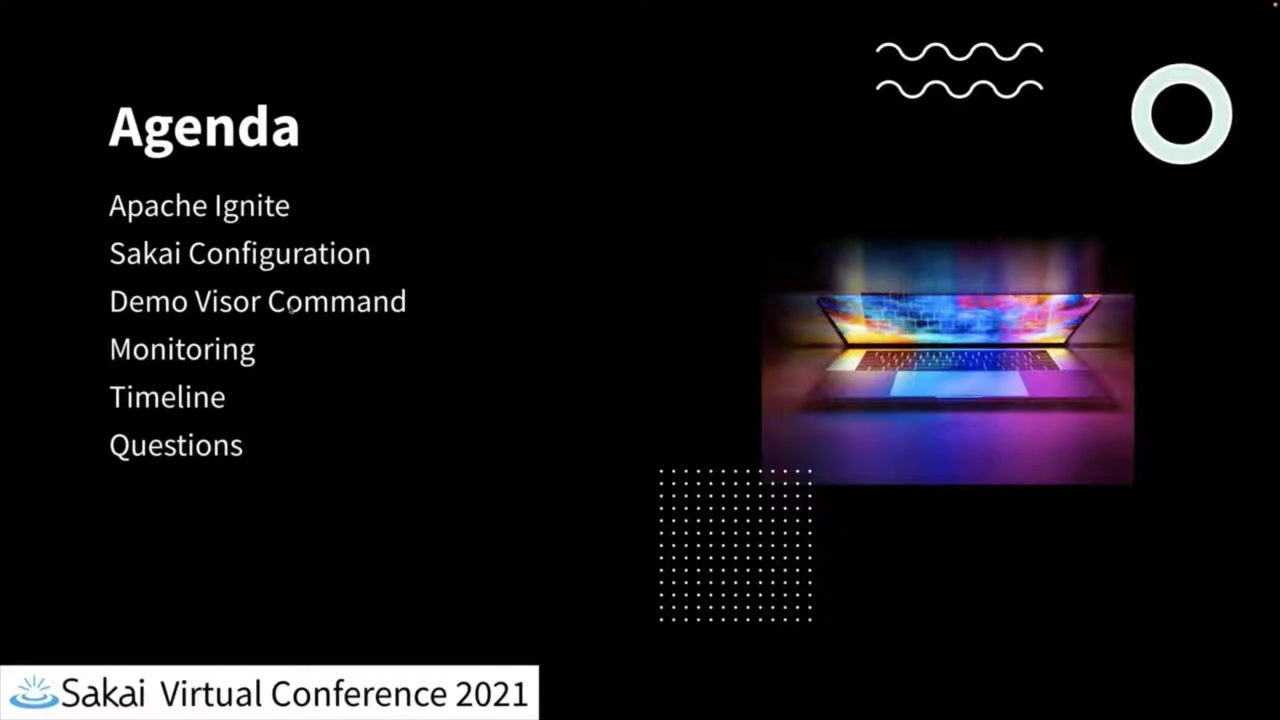 Agenda
Apache Ignite
Sakai Configuration
Demo Visor Command
Monitoring
Timeline
Questions
Sakai Virtual Conference 2021